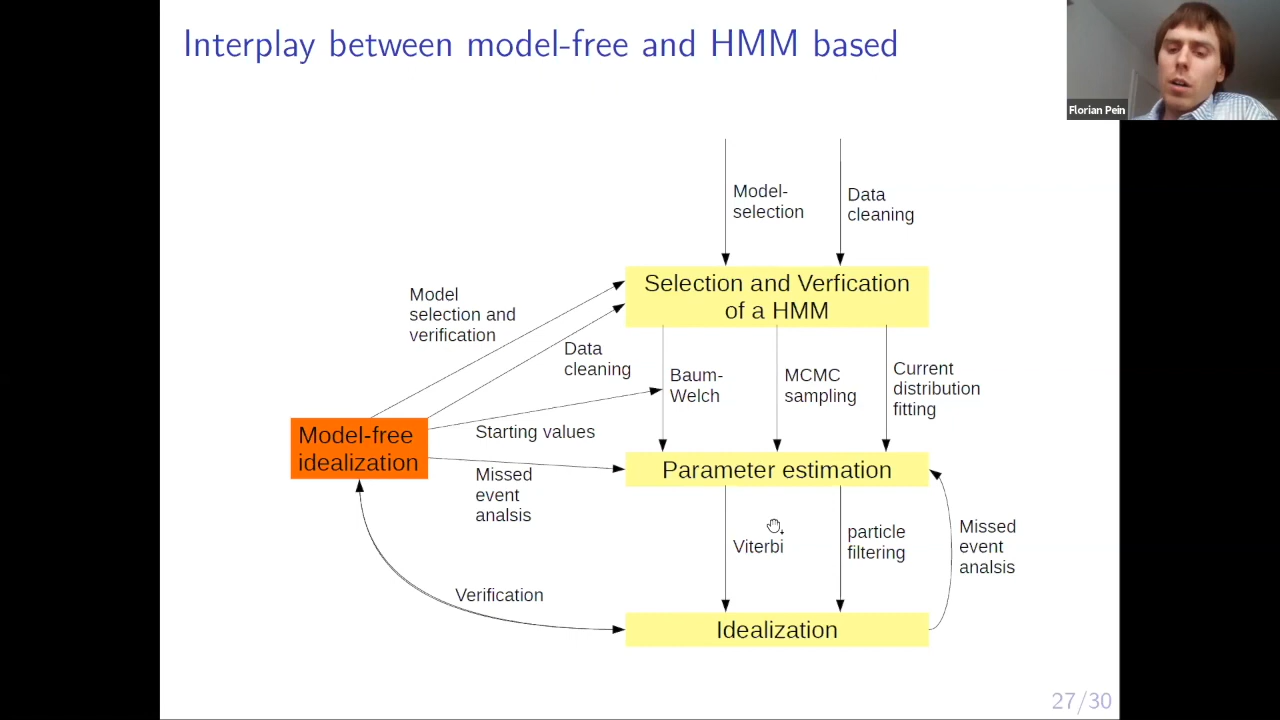 Interplay between model-free and HMM based
Florian Pein
Model-
selection
Data
cleaning
Selection and Verfication
of a HMM
Model
selection and
verification
Data
cleaning
Baum-
Welch
MCMC
sampling
Current
distribution
fitting
Model-free
idealization
Starting values
Missed
event
analsis
Parameter estimation
Viterbi
particle
filtering
Missed
event
analsis
Verification
Idealization
27/30